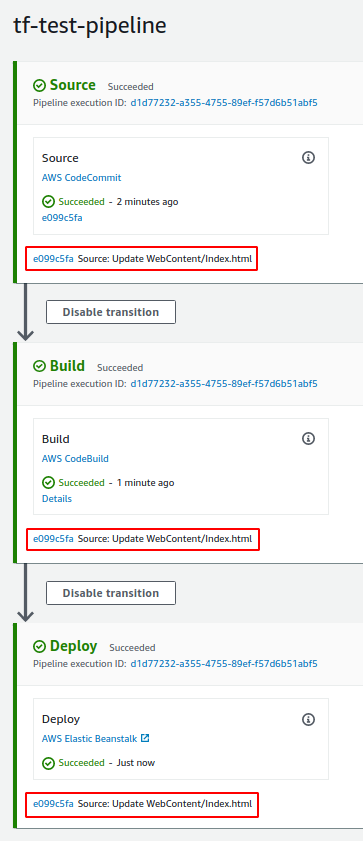 tf-test-pipeline
Source Succeeded
Pipeline execution ID: d1d77232-a355-4755-89ef-f57d6b51abf5
Source
AWS CodeCommit
Succeeded - 2 minutes ago
e099c5fa
e099c5fa Source: Update WebContent/Index.html
Disable transition
Build Succeeded
Pipeline execution ID: d1d77232-a355-4755-89ef-f57d6b51abf5
Build
AWS CodeBuild
Succeeded - 1 minute ago
Details
e099c5fa Source: Update WebContent/Index.html
Disable transition
Deploy Succeeded
Pipeline execution ID: d1d77232-a355-4755-89ef-f57d6b51abf5
Deploy
AWS Elastic Beanstalk
Succeeded - Just now
e099c5fa Source: Update WebContent/Index.html